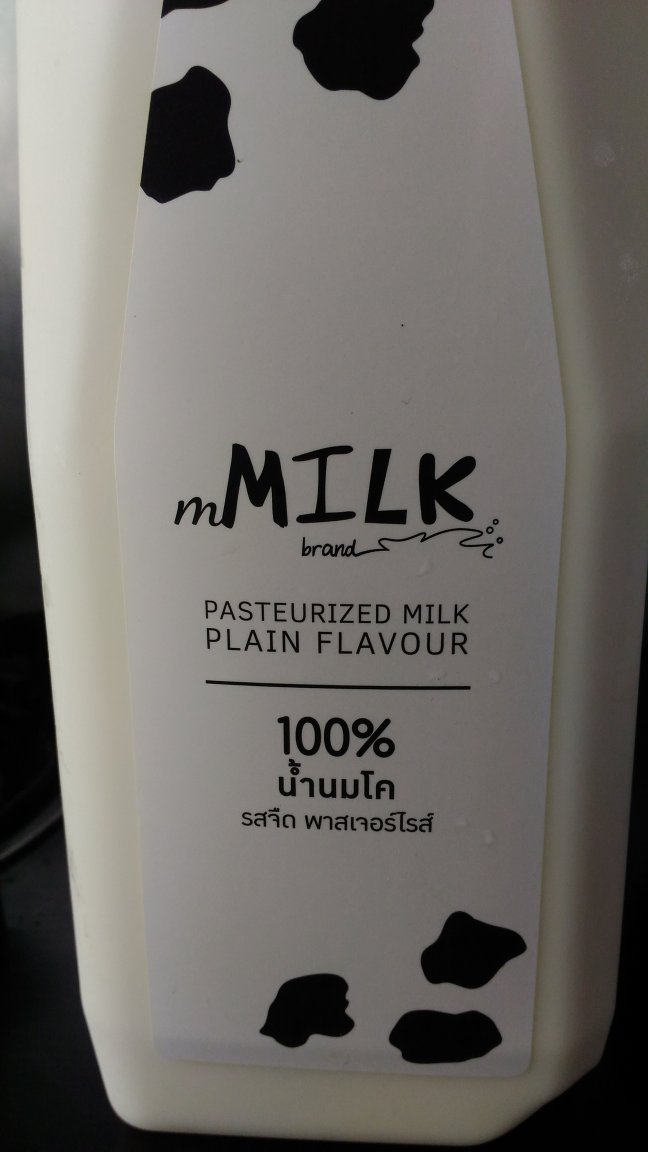 mMILK
brand
PASTEURIZED MILK
PLAIN FLAVOUR
100%
น้ำนมโค
รสจืด พาสเจอร์ไรส์